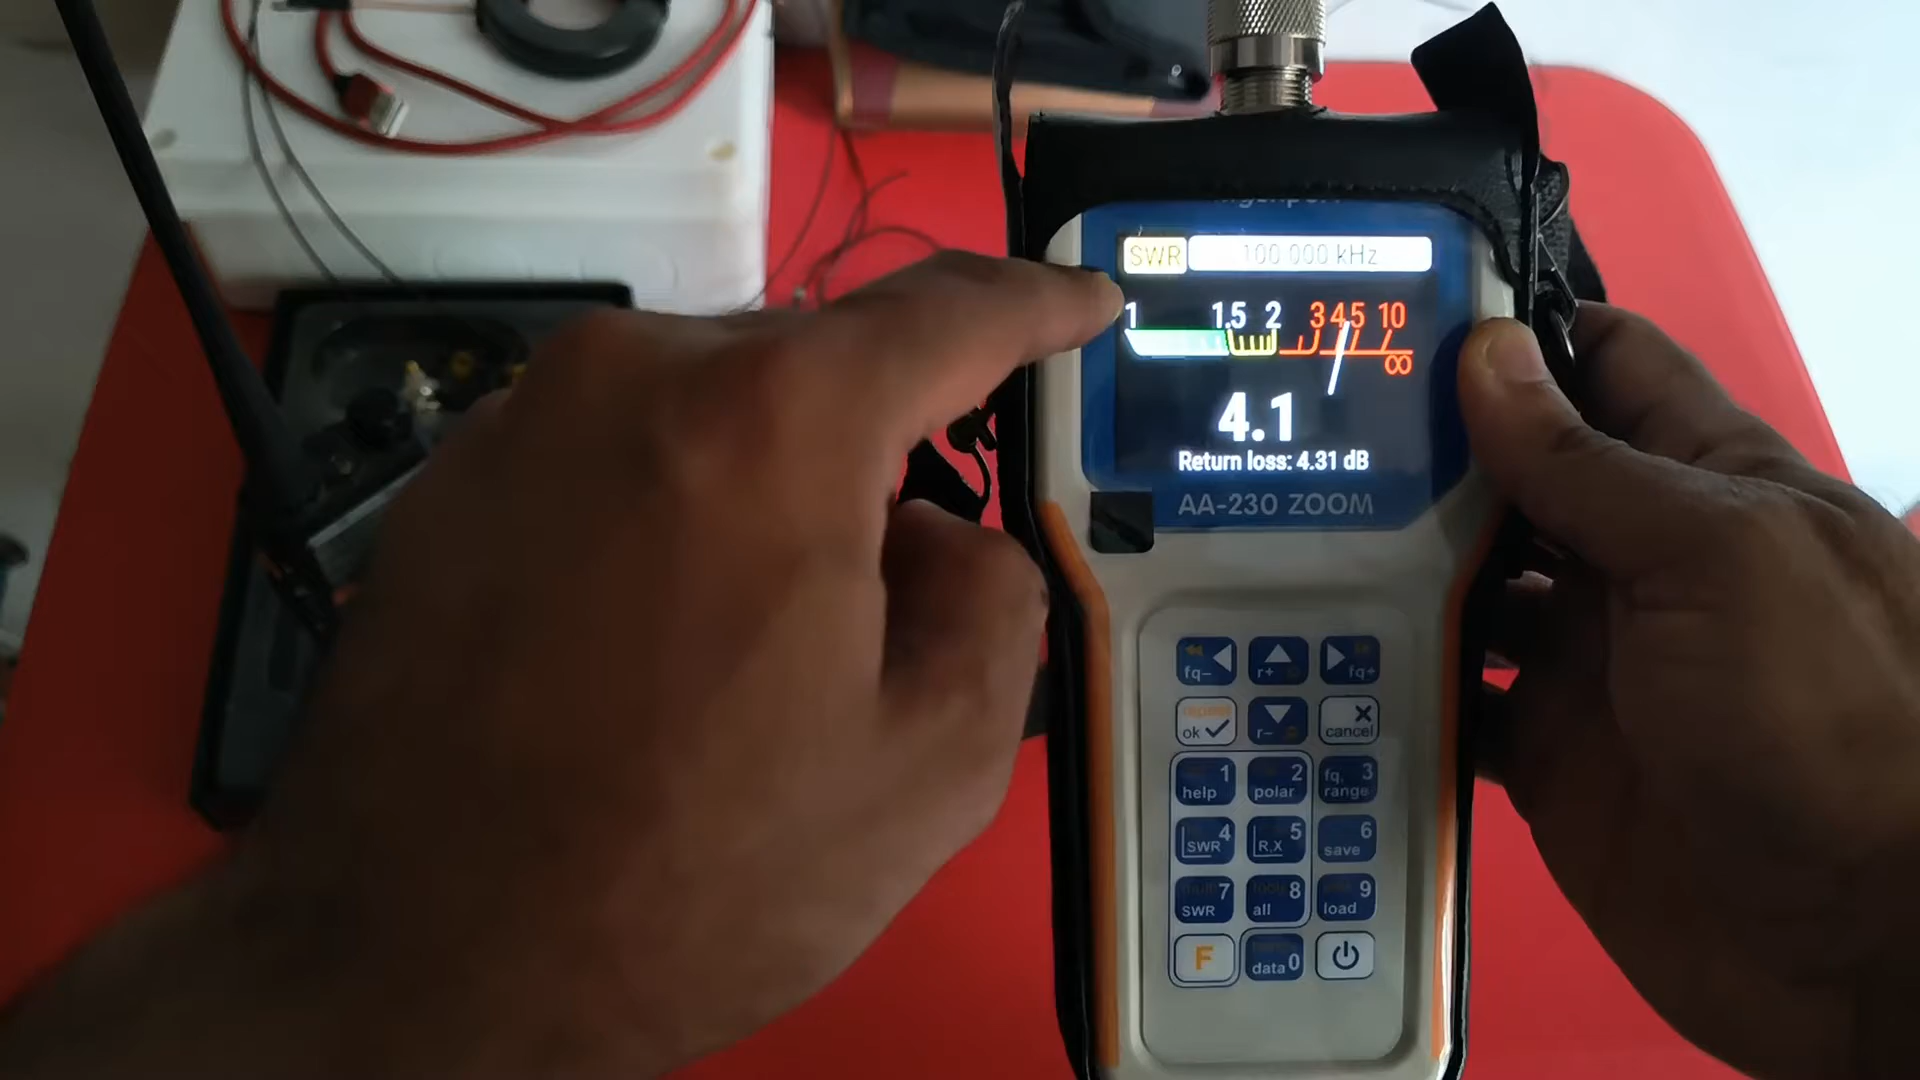 SWR 100 000 kHz
1 1.5 2 3 4 5 10
∞
4.1
Return loss: 4.31 dB
AA-230 ZOOM
fq- r+ fq+
ok r- cancel
1 2 fq, 3
help polar range
4 5 6
SWR R,X save
7 8 9
SWR all load
F data 0